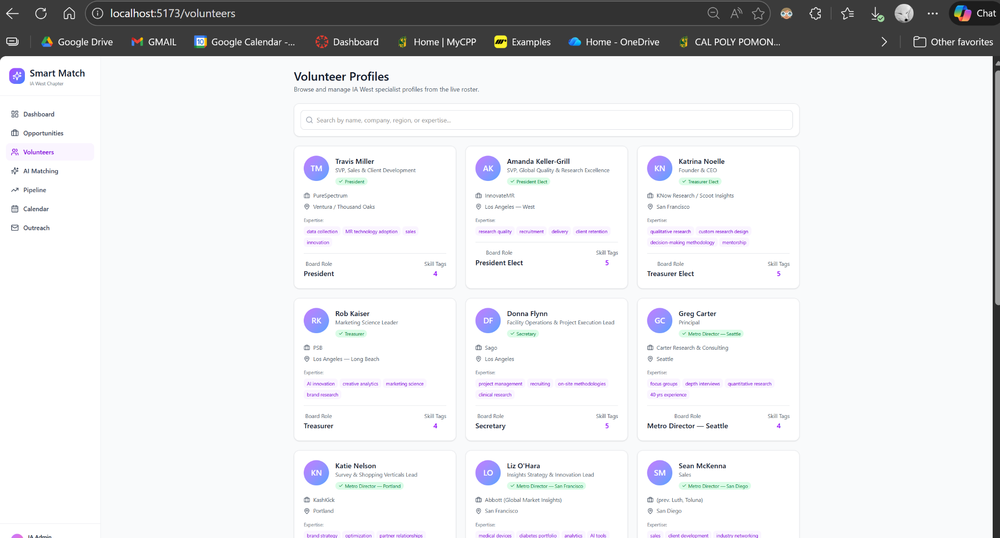 localhost:5173/volunteers
Chat
Google Drive
GMAIL
10
Google Calendar -...
Dashboard
Home | MyCPP
Examples
Home - OneDrive
CAL POLY POMON...
Other favorites
Smart Match
IA West Chapter
Dashboard
Opportunities
Volunteers
AI Matching
Pipeline
Calendar
Outreach
IA Admin
Volunteer Profiles
Browse and manage IA West specialist profiles from the live roster.
Search by name, company, region, or expertise...
TM
Travis Miller
SVP, Sales & Client Development
President
PureSpectrum
Ventura / Thousand Oaks
Expertise:
data collection MR technology adoption sales
innovation
Board Role Skill Tags
President 4
AK
Amanda Keller-Grill
SVP, Global Quality & Research Excellence
President Elect
InnovateMR
Los Angeles — West
Expertise:
research quality recruitment delivery client retention
Board Role Skill Tags
President Elect 5
KN
Katrina Noelle
Founder & CEO
Treasurer Elect
KNow Research / Scoot Insights
San Francisco
Expertise:
qualitative research custom research design
decision-making methodology mentorship
Board Role Skill Tags
Treasurer Elect 5
RK
Rob Kaiser
Marketing Science Leader
Treasurer
PSB
Los Angeles — Long Beach
Expertise:
AI innovation creative analytics marketing science
brand research
Board Role Skill Tags
Treasurer 4
DF
Donna Flynn
Facility Operations & Project Execution Lead
Secretary
Sago
Los Angeles
Expertise:
project management recruiting on-site methodologies
clinical research
Board Role Skill Tags
Secretary 5
GC
Greg Carter
Principal
Metro Director — Seattle
Carter Research & Consulting
Seattle
Expertise:
focus groups depth interviews quantitative research
40 yrs experience
Board Role Skill Tags
Metro Director — Seattle 4
KN
Katie Nelson
Survey & Shopping Verticals Lead
Metro Director — Portland
KashKick
Portland
Expertise:
brand strategy optimization partner relationships
LO
Liz O'Hara
Insights Strategy & Innovation Lead
Metro Director — San Francisco
Abbott (Global Market Insights)
San Francisco
Expertise:
medical devices diabetes portfolio analytics AI tools
SM
Sean McKenna
Sales
Metro Director — San Diego
(prev. Luth, Toluna)
San Diego
Expertise:
sales client development industry networking